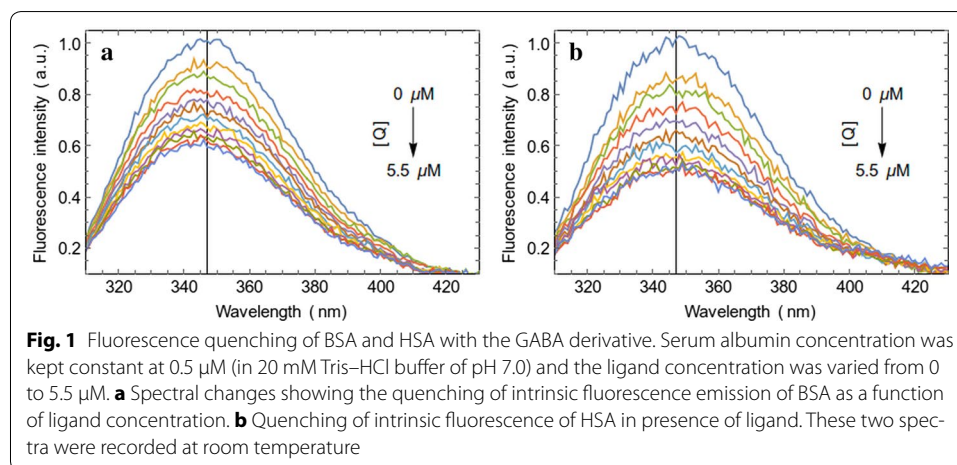 a
b
Fluorescence intensity (a.u.)
1.0
0.8
0.6
0.4
0.2
0 µM
[Q]
5.5 µM
320 340 360 380 400 420
Wavelength (nm)
Fluorescence intensity (a.u.)
1.0
0.8
0.6
0.4
0.2
0 µM
[Q]
5.5 µM
320 340 360 380 400 420
Wavelength (nm)
Fig. 1 Fluorescence quenching of BSA and HSA with the GABA derivative. Serum albumin concentration was
kept constant at 0.5 µM (in 20 mM Tris–HCl buffer of pH 7.0) and the ligand concentration was varied from 0
to 5.5 µM. a Spectral changes showing the quenching of intrinsic fluorescence emission of BSA as a function
of ligand concentration. b Quenching of intrinsic fluorescence of HSA in presence of ligand. These two spec-
tra were recorded at room temperature